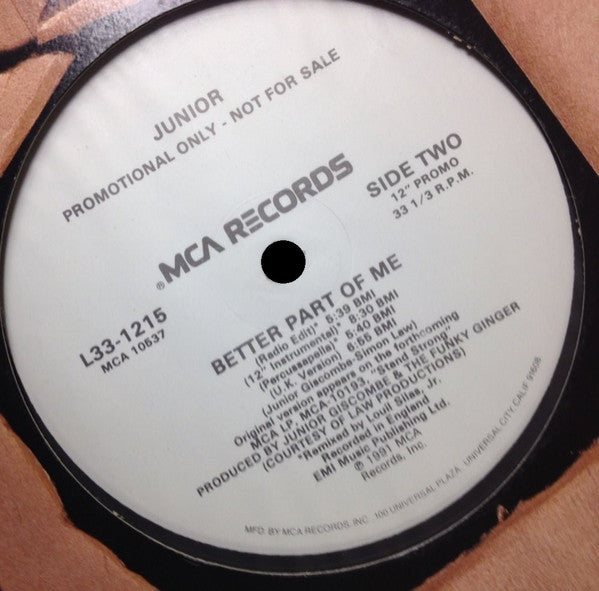 JUNIOR
PROMOTIONAL ONLY - NOT FOR SALE
®MCA RECORDS
SIDE TWO
12" PROMO
33 1/3 R.P.M.
L33-1215
MCA 10537
BETTER PART OF ME
(Radio Edit)* 5:39 BMI
(12" Instrumental)* 8:30 BMI
(Percussapella)* 6:40 BMI
(U.K. Version) 6:55 BMI
(Junior Giscombe-Simon Law)
Original version appears on the forthcoming
MCA LP, MCA-10193, "Stand Strong"
PRODUCED BY JUNIOR GISCOMBE & THE FUNKY GINGER
(COURTESY OF LAW PRODUCTIONS)
*Remixed by Louil Silas, Jr.
Recorded in England
EMI Music Publishing Ltd.
℗ 1991 MCA
Records, Inc.
MFD. BY MCA RECORDS, INC., 100 UNIVERSAL PLAZA, UNIVERSAL CITY, CALIF. 91608